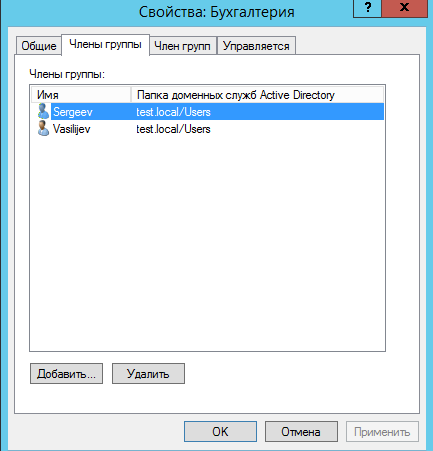 Свойства: Бухгалтерия
? x
Общие Члены группы Член групп Управляется
Члены группы:
Имя Папка доменных служб Active Directory
Sergeev test.local/Users
Vasilijev test.local/Users
Добавить... Удалить
OK Отмена Применить